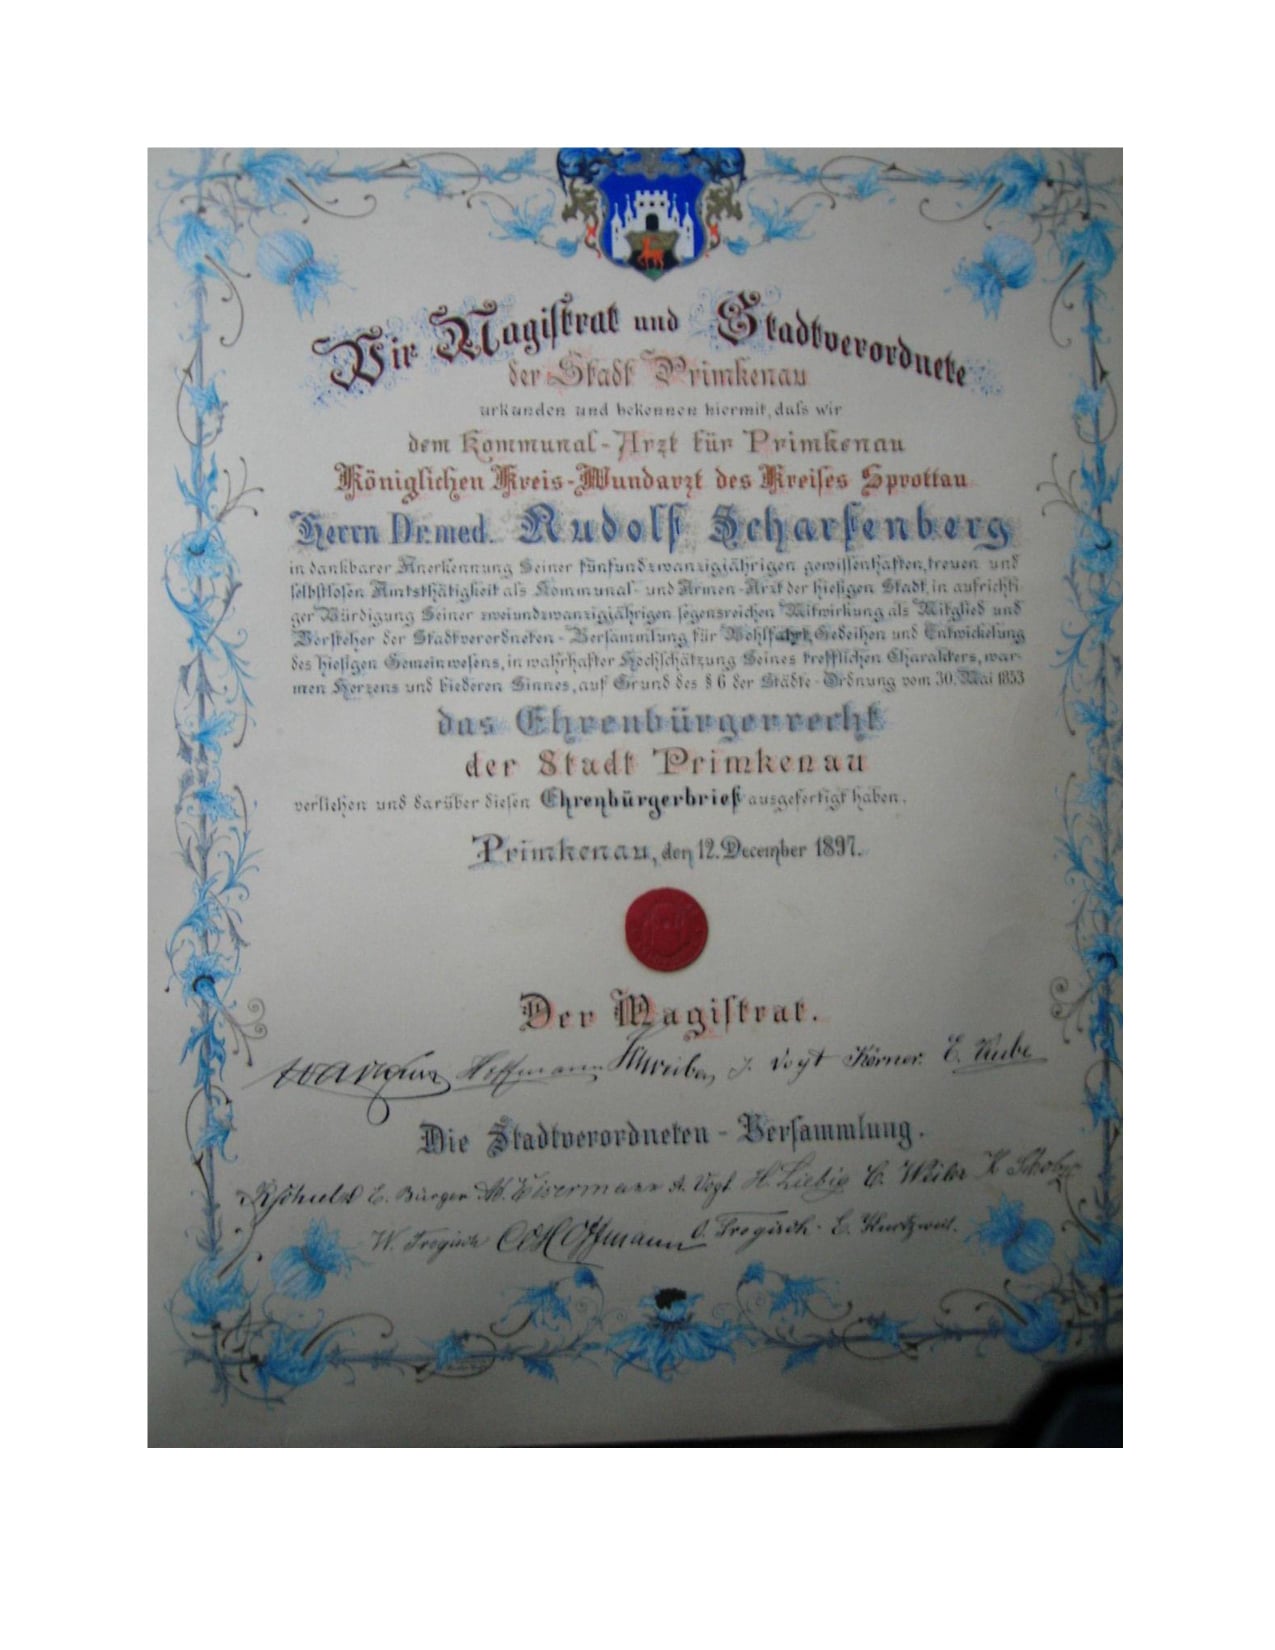 Wir Magiſtrat und Stadtverordnete
der Stadt Primkenau
urkunden und bekennen hiermit, daſs wir
dem Kommunal-Arzt für Primkenau
Königlichen Kreis-Wundarzt des Kreiſes Sprottau
Herrn Dr. med. Rudolf Scharfenberg
in dankbarer Anerkennung Seiner fünfundzwanzigjährigen gewiſſenhaften, treuen und
ſelbſtloſen Amtsthätigkeit als Kommunal- und Armen-Arzt der hieſigen Stadt, in aufrichti-
ger Würdigung Seiner zweiundzwanzigjährigen ſegensreichen Mitwirkung als Mitglied und
Vorſteher der Stadtverordneten-Verſammlung für Wohlfahrt, Gedeihen und Entwickelung
des hieſigen Gemeinweſens, in wahrhafter Hochſchätzung Seines trefflichen Charakters, war-
men Herzens und biederen Sinnes, auf Grund des § 6 der Städte-Ordnung vom 30. Mai 1853
das Ehrenbürgerrecht
der Stadt Primkenau
verliehen und darüber dieſen Ehrenbürgerbrief ausgefertigt haben.
Primkenau, den 12. December 1897.
Der Magiſtrat.
Hoffmann Schreiber J. Vogt Körner. E. Kube
Die Stadtverordneten-Verſammlung.
E. Bürger M. Eisermann A. Vogt H. Liebig C. K. Scholz
W. Trogisch C. Hoffmann O. Trogisch. E. Kurzweil.